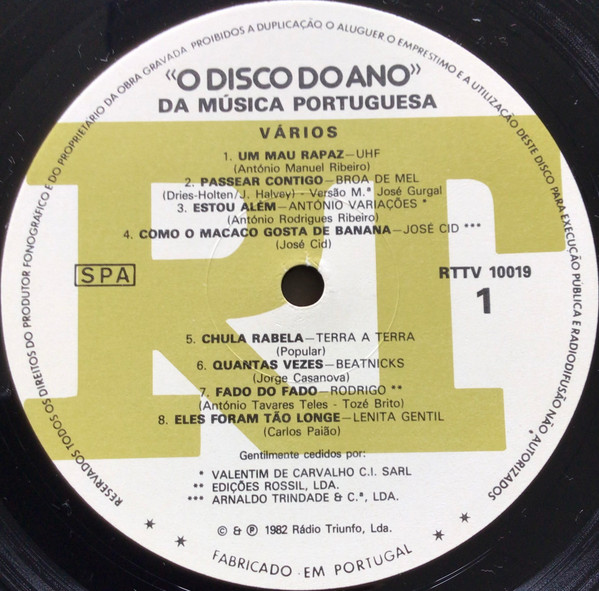 RESERVADOS TODOS OS DIREITOS DO PRODUTOR FONOGRÁFICO E DO PROPRIETÁRIO DA OBRA GRAVADA PROIBIDOS A DUPLICAÇÃO O ALUGUER O EMPRESTIMO E A UTILIZAÇÃO DESTE DISCO PARA EXECUÇÃO PÚBLICA E RADIODIFUSÃO NÃO AUTORIZADOS
«O DISCO DO ANO»
DA MÚSICA PORTUGUESA
VÁRIOS
1. UM MAU RAPAZ—UHF
(António Manuel Ribeiro)
2. PASSEAR CONTIGO—BROA DE MEL
(Dries-Holten/J. Halvey) - Versão M.ª José Gurgal
3. ESTOU ALÉM—ANTÓNIO VARIAÇÕES *
(António Rodrigues Ribeiro)
4. COMO O MACACO GOSTA DE BANANA—JOSÉ CID ***
(José Cid)
SPA
RTTV 10019
1
RT
5. CHULA RABELA—TERRA A TERRA
(Popular)
6. QUANTAS VEZES—BEATNICKS
(Jorge Casanova)
7. FADO DO FADO—RODRIGO **
(António Tavares Teles - Tozé Brito)
8. ELES FORAM TÃO LONGE—LENITA GENTIL
(Carlos Paião)
Gentilmente cedidos por:
* VALENTIM DE CARVALHO C.I. SARL
** EDIÇÕES ROSSIL, LDA.
*** ARNALDO TRINDADE & C.ª, LDA.
© & ℗ 1982 Rádio Triunfo, Lda.
* * FABRICADO EM PORTUGAL * *